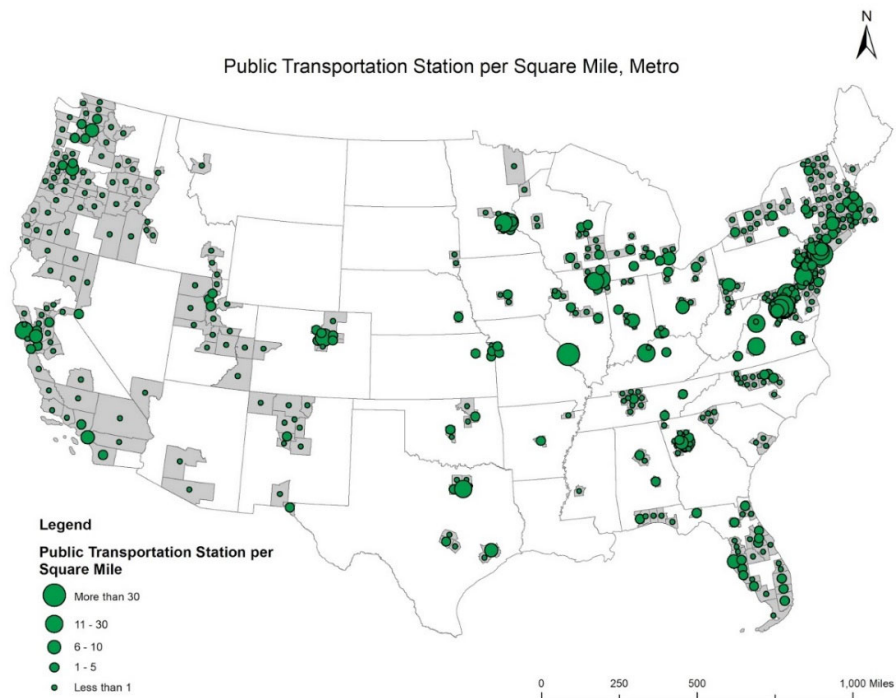 N
Public Transportation Station per Square Mile, Metro
Legend
Public Transportation Station per
Square Mile
More than 30
11 - 30
6 - 10
1 - 5
Less than 1
0 250 500 1,000 Miles